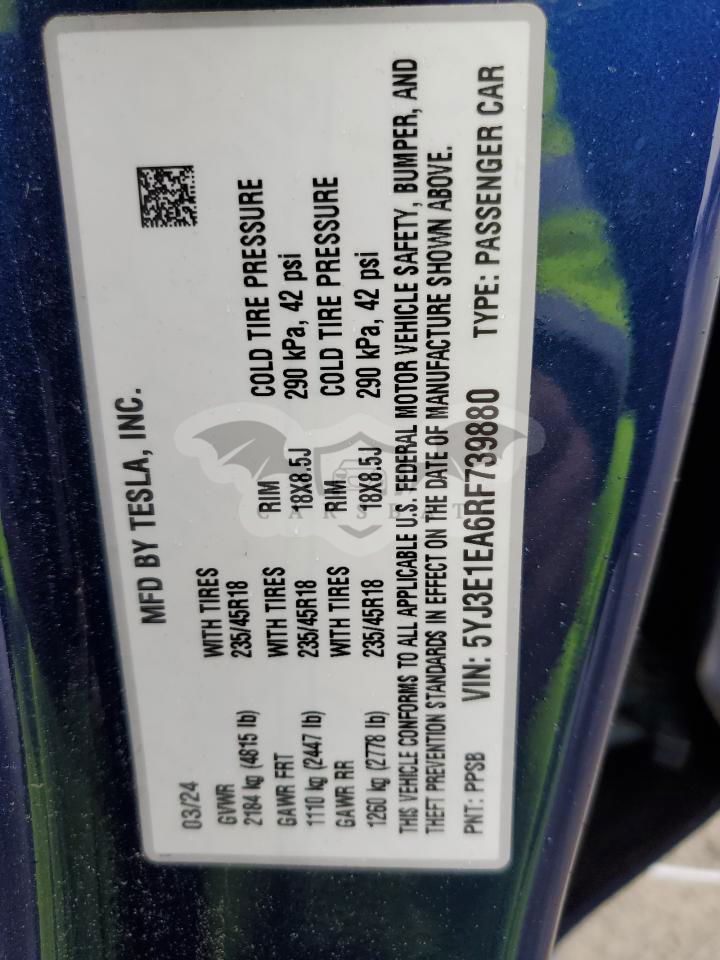 MFD BY TESLA, INC.
03/24
GVWR WITH TIRES
2184 kg (4815 lb) 235/45R18
GAWR FRT WITH TIRES RIM COLD TIRE PRESSURE
1110 kg (2447 lb) 235/45R18 18X8.5J 290 kPa, 42 psi
GAWR RR WITH TIRES RIM COLD TIRE PRESSURE
1260 kg (2778 lb) 235/45R18 18X8.5J 290 kPa, 42 psi
THIS VEHICLE CONFORMS TO ALL APPLICABLE U.S. FEDERAL MOTOR VEHICLE SAFETY, BUMPER, AND
THEFT PREVENTION STANDARDS IN EFFECT ON THE DATE OF MANUFACTURE SHOWN ABOVE.
PNT: PPSB VIN: 5YJ3E1EA6RF739880 TYPE: PASSENGER CAR